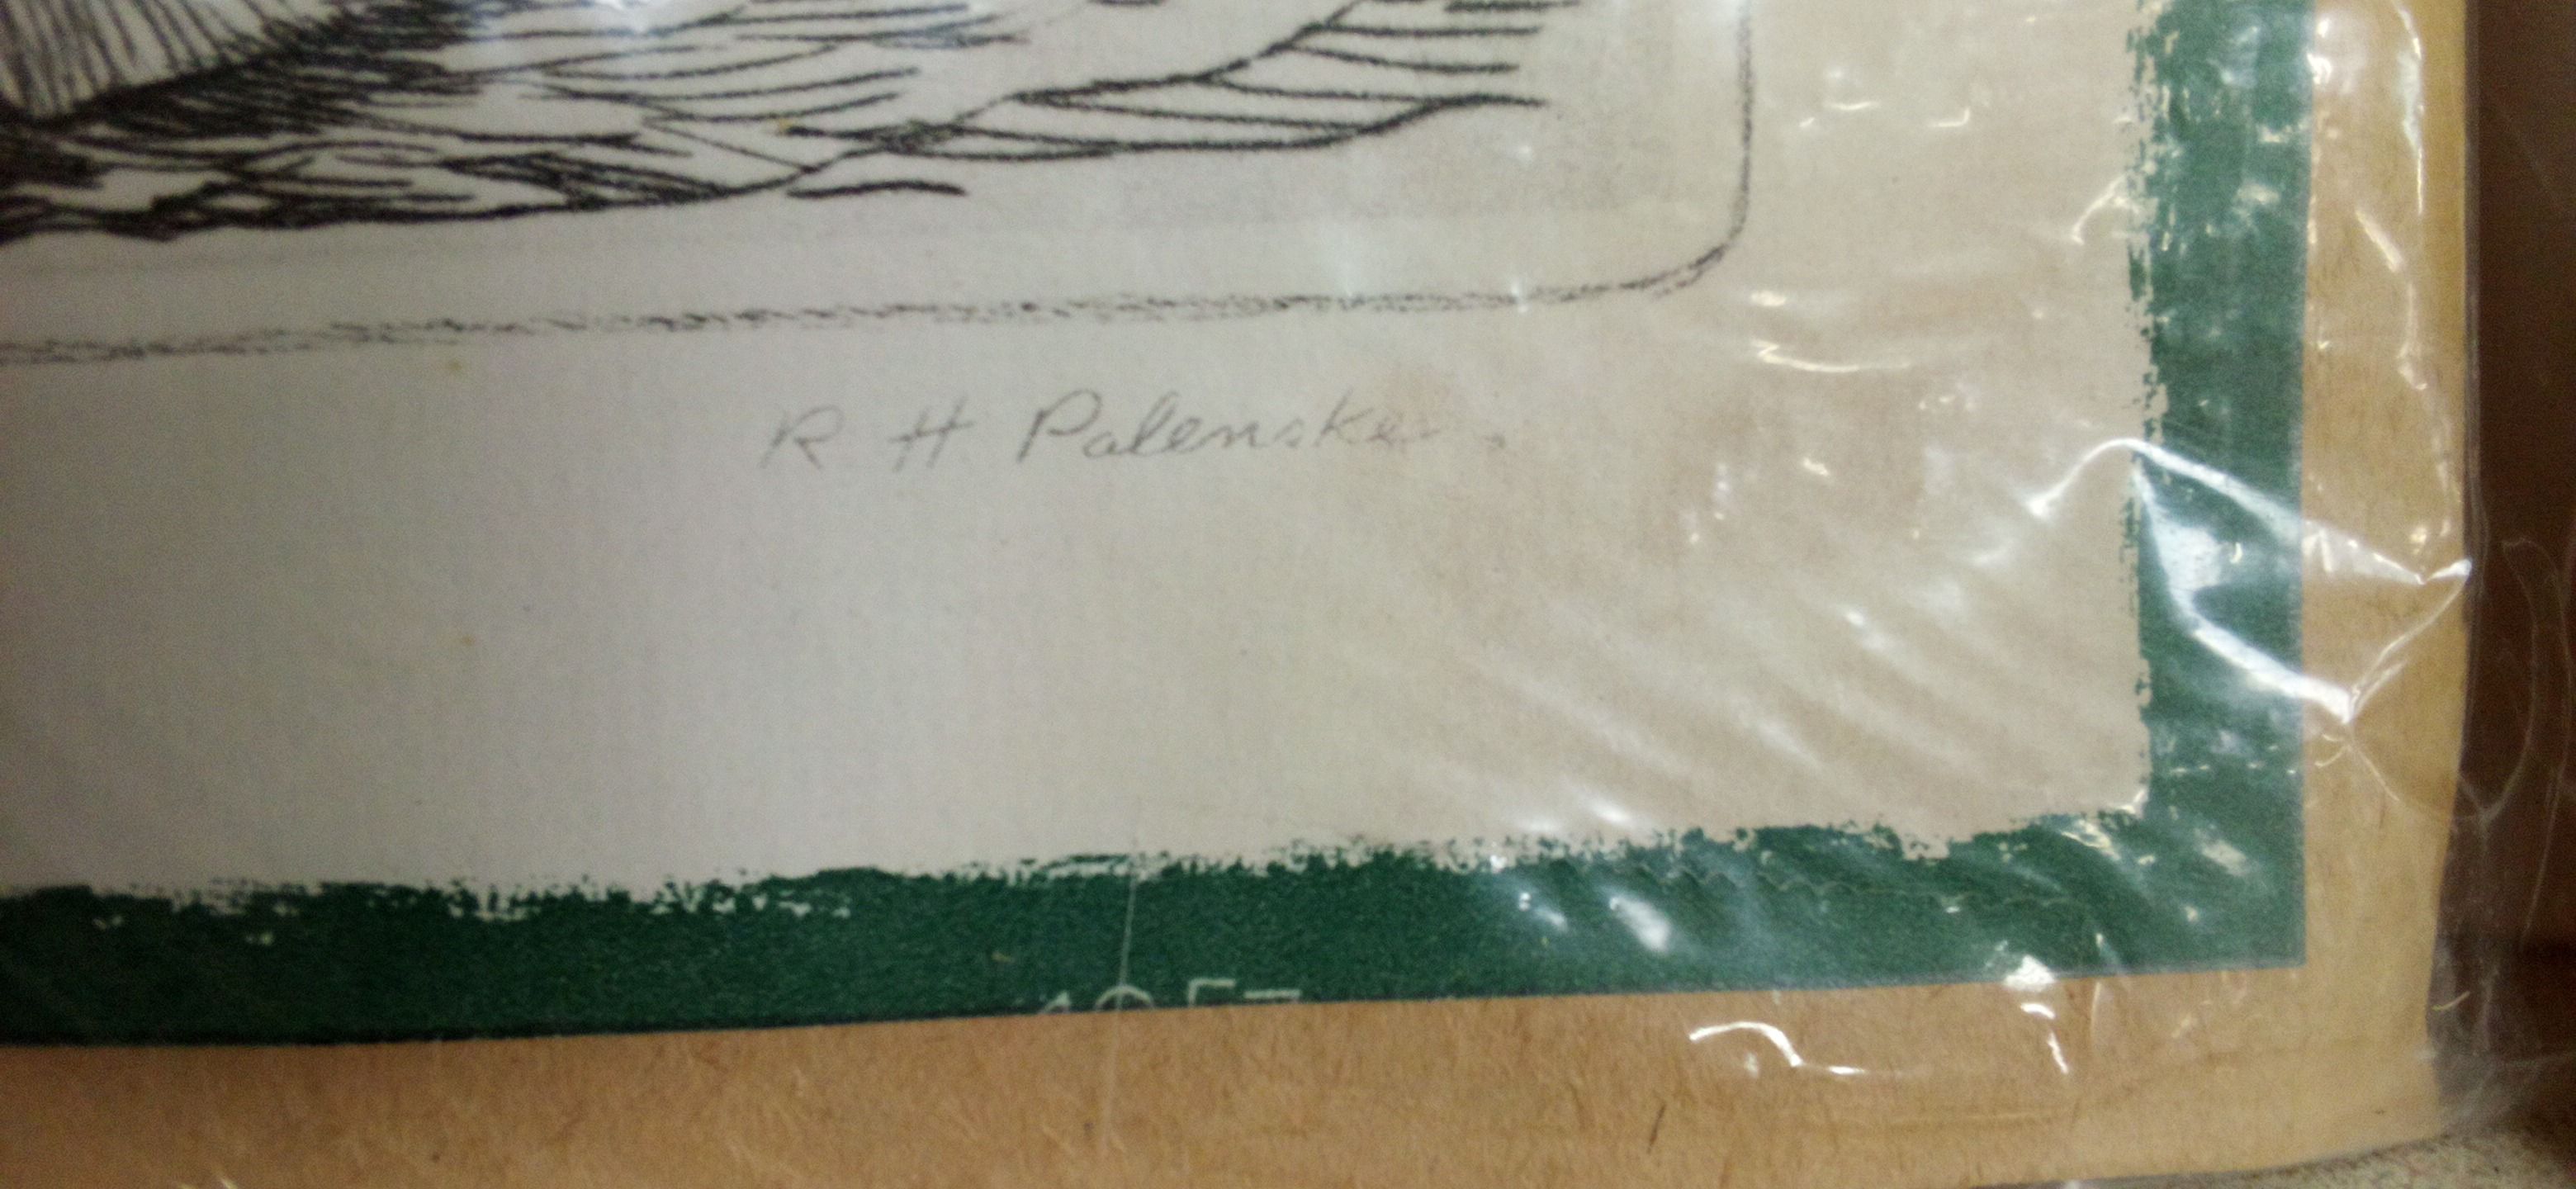 R H Palenske.